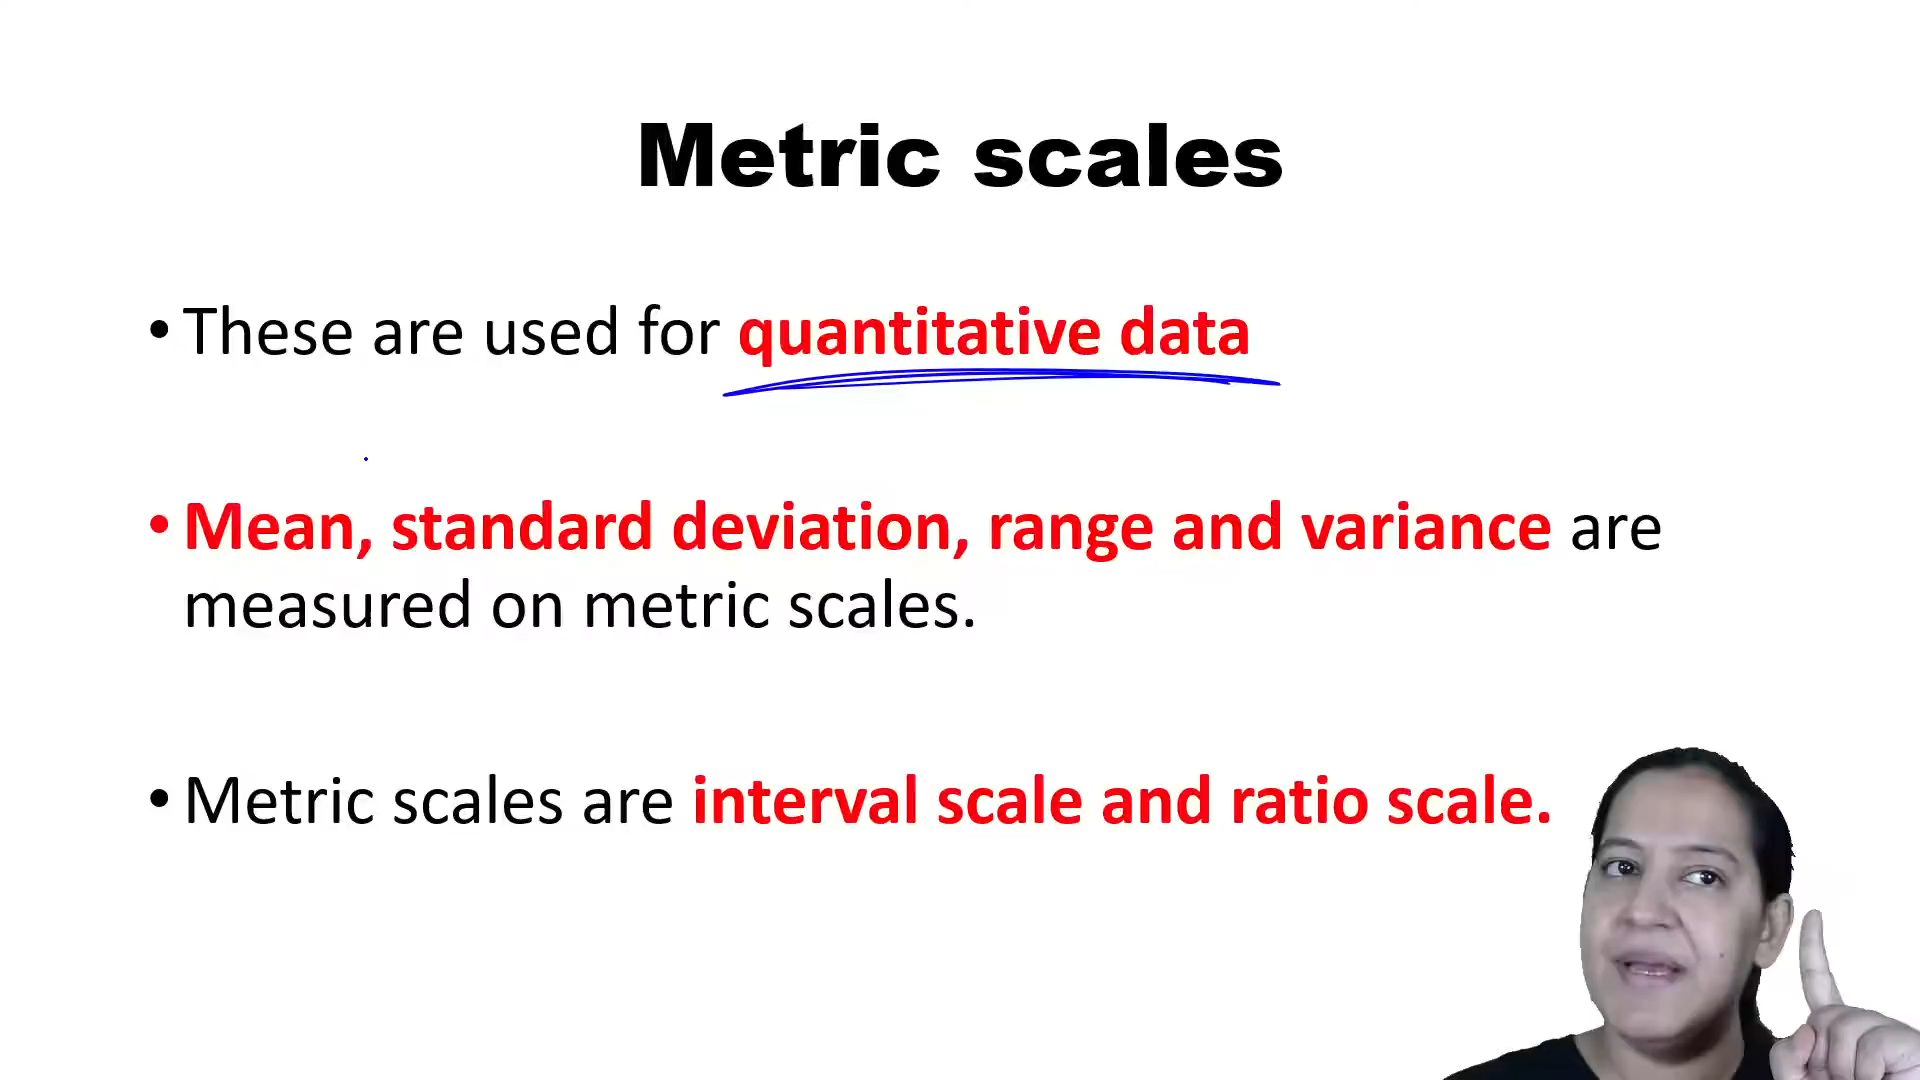 Metric scales
• These are used for quantitative data
• Mean, standard deviation, range and variance are
measured on metric scales.
• Metric scales are interval scale and ratio scale.